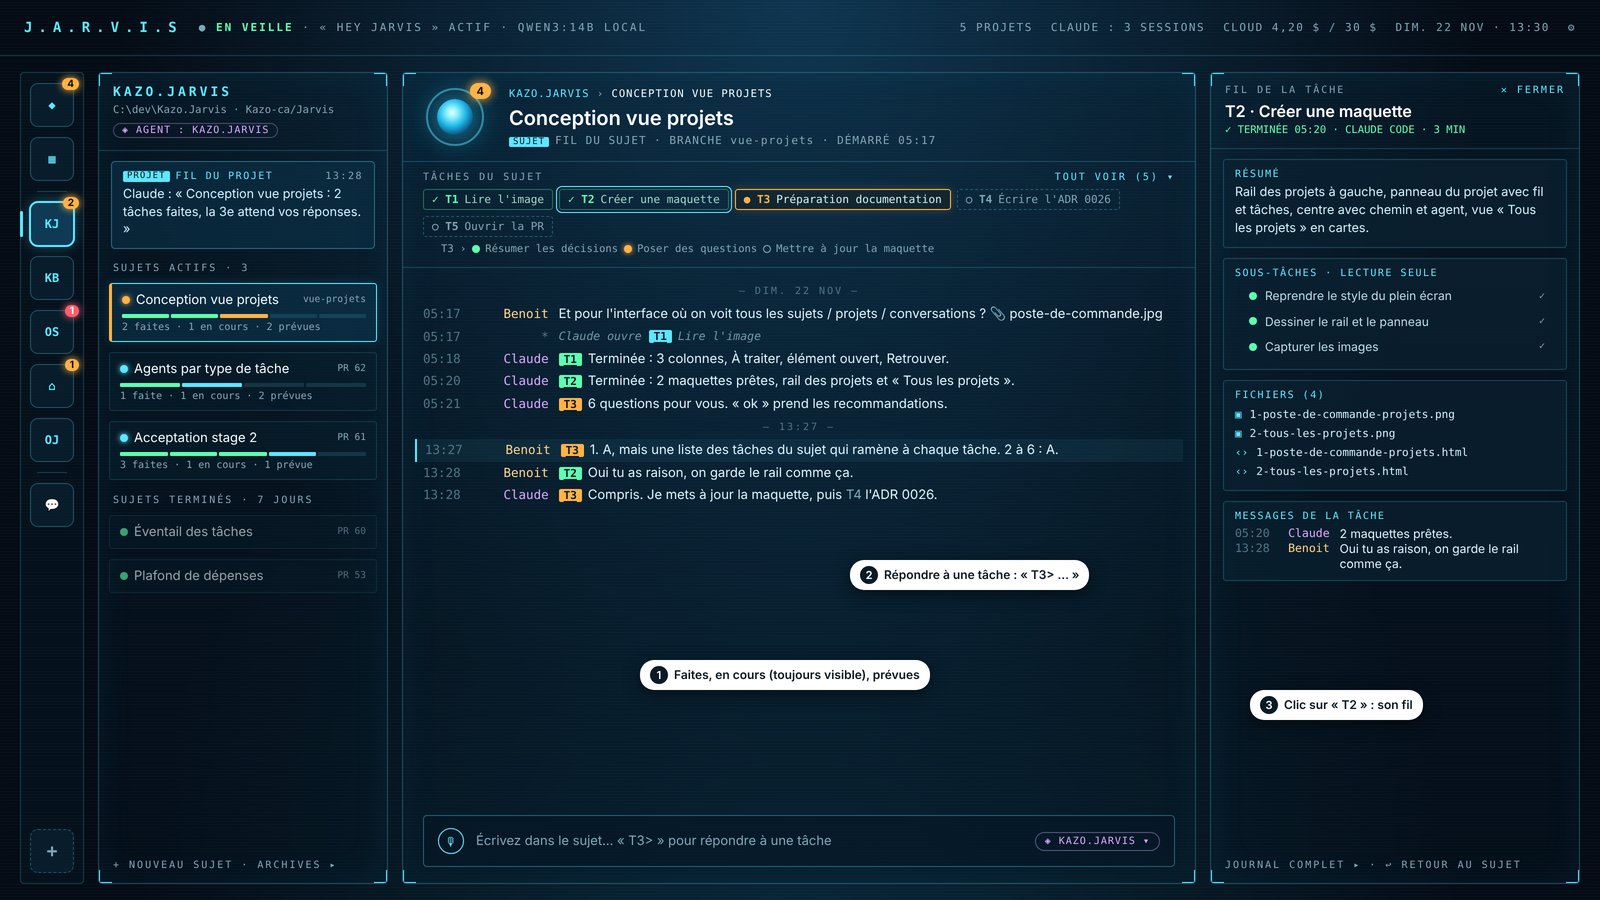 J.A.R.V.I.S ● EN VEILLE · « HEY JARVIS » ACTIF · QWEN3:14B LOCAL
5 PROJETS CLAUDE : 3 SESSIONS CLOUD 4,20 $ / 30 $ DIM. 22 NOV · 13:30 ⚙
4
KJ 2
KB
OS 1
1
OJ
+
KAZO.JARVIS
C:\dev\Kazo.Jarvis · Kazo-ca/Jarvis
◈ AGENT : KAZO.JARVIS
PROJET FIL DU PROJET 13:28
Claude : « Conception vue projets : 2
tâches faites, la 3e attend vos réponses.
»
SUJETS ACTIFS · 3
Conception vue projets vue-projets
2 faites · 1 en cours · 2 prévues
Agents par type de tâche PR 62
1 faite · 1 en cours · 2 prévues
Acceptation stage 2 PR 61
3 faites · 1 en cours · 1 prévue
SUJETS TERMINÉS · 7 JOURS
Éventail des tâches PR 60
Plafond de dépenses PR 53
+ NOUVEAU SUJET · ARCHIVES ▸
4
KAZO.JARVIS › CONCEPTION VUE PROJETS
Conception vue projets
SUJET FIL DU SUJET · BRANCHE vue-projets · DÉMARRÉ 05:17
TÂCHES DU SUJET TOUT VOIR (5) ▾
✓ T1 Lire l'image ✓ T2 Créer une maquette ● T3 Préparation documentation ○ T4 Écrire l'ADR 0026
○ T5 Ouvrir la PR
T3 › ● Résumer les décisions ● Poser des questions ○ Mettre à jour la maquette
— DIM. 22 NOV —
05:17 Benoit Et pour l'interface où on voit tous les sujets / projets / conversations ? 📎 poste-de-commande.jpg
05:17 * Claude ouvre T1 Lire l'image
05:18 Claude T1 Terminée : 3 colonnes, À traiter, élément ouvert, Retrouver.
05:20 Claude T2 Terminée : 2 maquettes prêtes, rail des projets et « Tous les projets ».
05:21 Claude T3 6 questions pour vous. « ok » prend les recommandations.
— 13:27 —
13:27 Benoit T3 1. A, mais une liste des tâches du sujet qui ramène à chaque tâche. 2 à 6 : A.
13:28 Benoit T2 Oui tu as raison, on garde le rail comme ça.
13:28 Claude T3 Compris. Je mets à jour la maquette, puis T4 l'ADR 0026.
2 Répondre à une tâche : « T3> ... »
1 Faites, en cours (toujours visible), prévues
Écrivez dans le sujet... « T3> » pour répondre à une tâche ◈ KAZO.JARVIS ▾
FIL DE LA TÂCHE × FERMER
T2 · Créer une maquette
✓ TERMINÉE 05:20 · CLAUDE CODE · 3 MIN
RÉSUMÉ
Rail des projets à gauche, panneau du projet avec fil
et tâches, centre avec chemin et agent, vue « Tous
les projets » en cartes.
SOUS-TÂCHES · LECTURE SEULE
Reprendre le style du plein écran ✓
Dessiner le rail et le panneau ✓
Capturer les images ✓
FICHIERS (4)
▣ 1-poste-de-commande-projets.png
▣ 2-tous-les-projets.png
‹› 1-poste-de-commande-projets.html
‹› 2-tous-les-projets.html
MESSAGES DE LA TÂCHE
05:20 Claude 2 maquettes prêtes.
13:28 Benoit Oui tu as raison, on garde le rail
comme ça.
3 Clic sur « T2 » : son fil
JOURNAL COMPLET ▸ · ↩ RETOUR AU SUJET